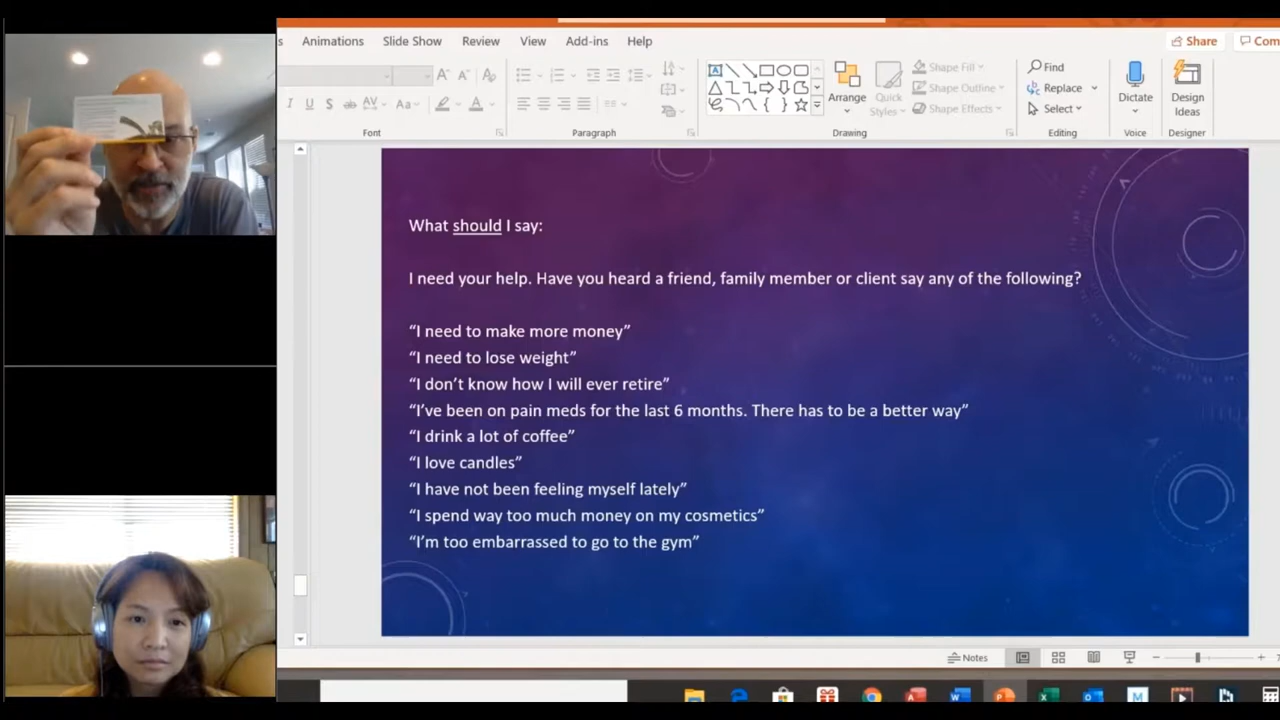 s Animations Slide Show Review View Add-ins Help
Share Com
A A A
I U S ab AV Aa A
Font
Paragraph
Arrange
Quick Styles
Shape Fill
Shape Outline
Shape Effects
Drawing
Find
Replace
Select
Editing
Dictate
Voice
Design Ideas
Designer
What should I say:
I need your help. Have you heard a friend, family member or client say any of the following?
“I need to make more money”
“I need to lose weight”
“I don’t know how I will ever retire”
“I’ve been on pain meds for the last 6 months. There has to be a better way”
“I drink a lot of coffee”
“I love candles”
“I have not been feeling myself lately”
“I spend way too much money on my cosmetics”
“I’m too embarrassed to go to the gym”
Notes
7